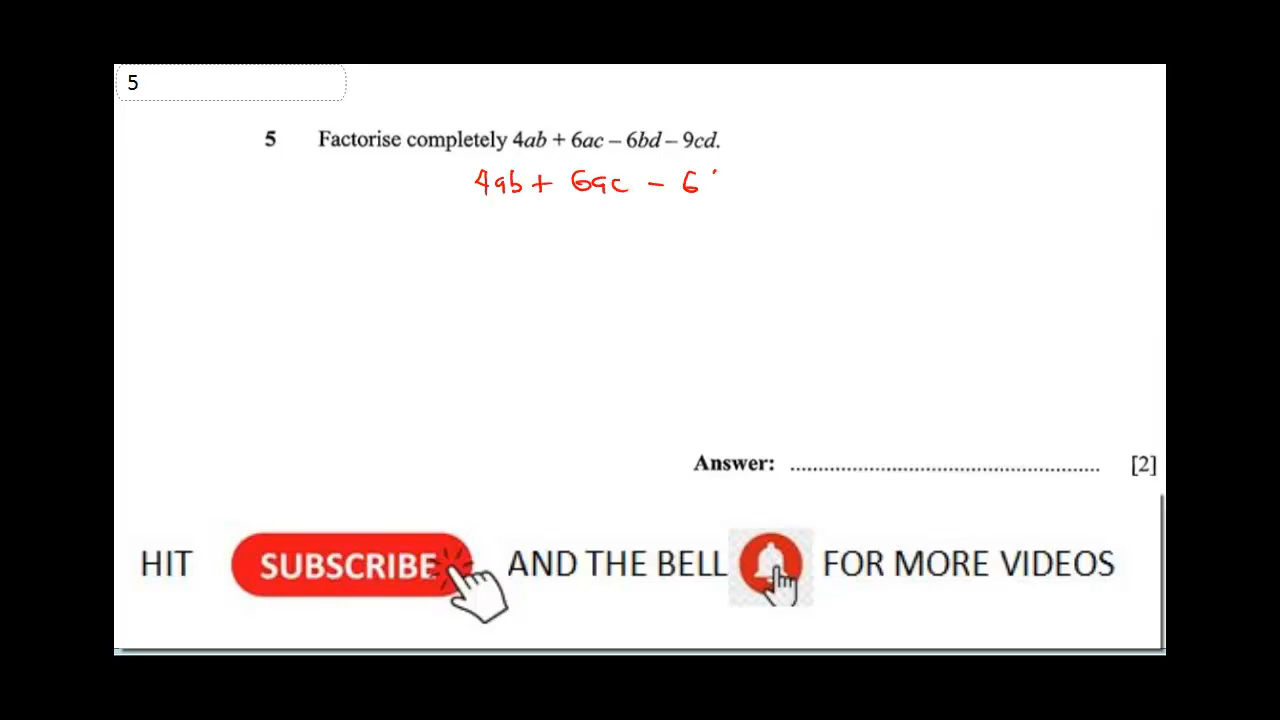 5
5 Factorise completely 4ab + 6ac – 6bd – 9cd.
4ab + 6ac – 6
Answer: ........................................................ [2]
HIT SUBSCRIBE AND THE BELL FOR MORE VIDEOS